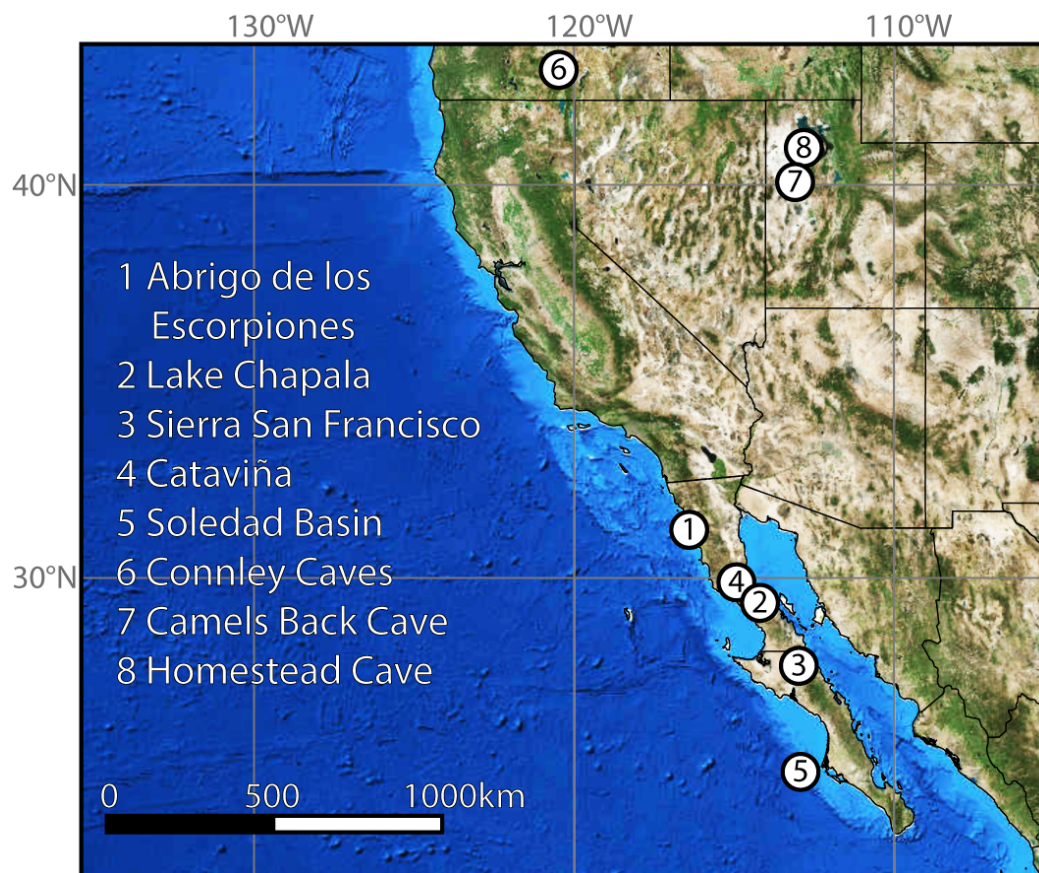 130°W 120°W 110°W
6
8
40°N
7
1 Abrigo de los
Escorpiones
2 Lake Chapala
3 Sierra San Francisco
4 Cataviña
5 Soledad Basin
1
6 Connley Caves
30°N
4
2
7 Camels Back Cave
8 Homestead Cave
3
5
0 500 1000km